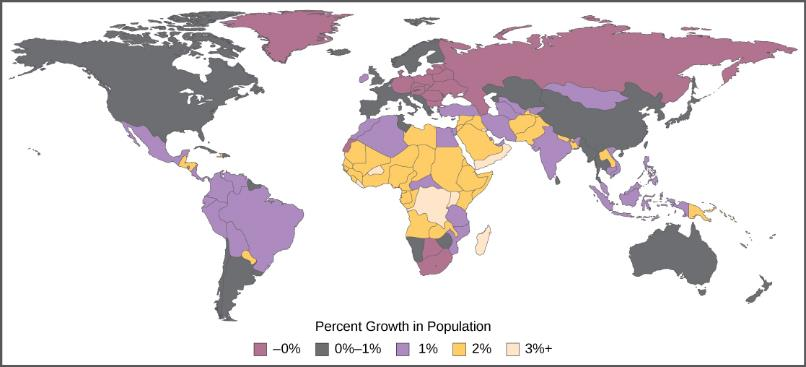 Percent Growth in Population
–0% 0%–1% 1% 2% 3%+